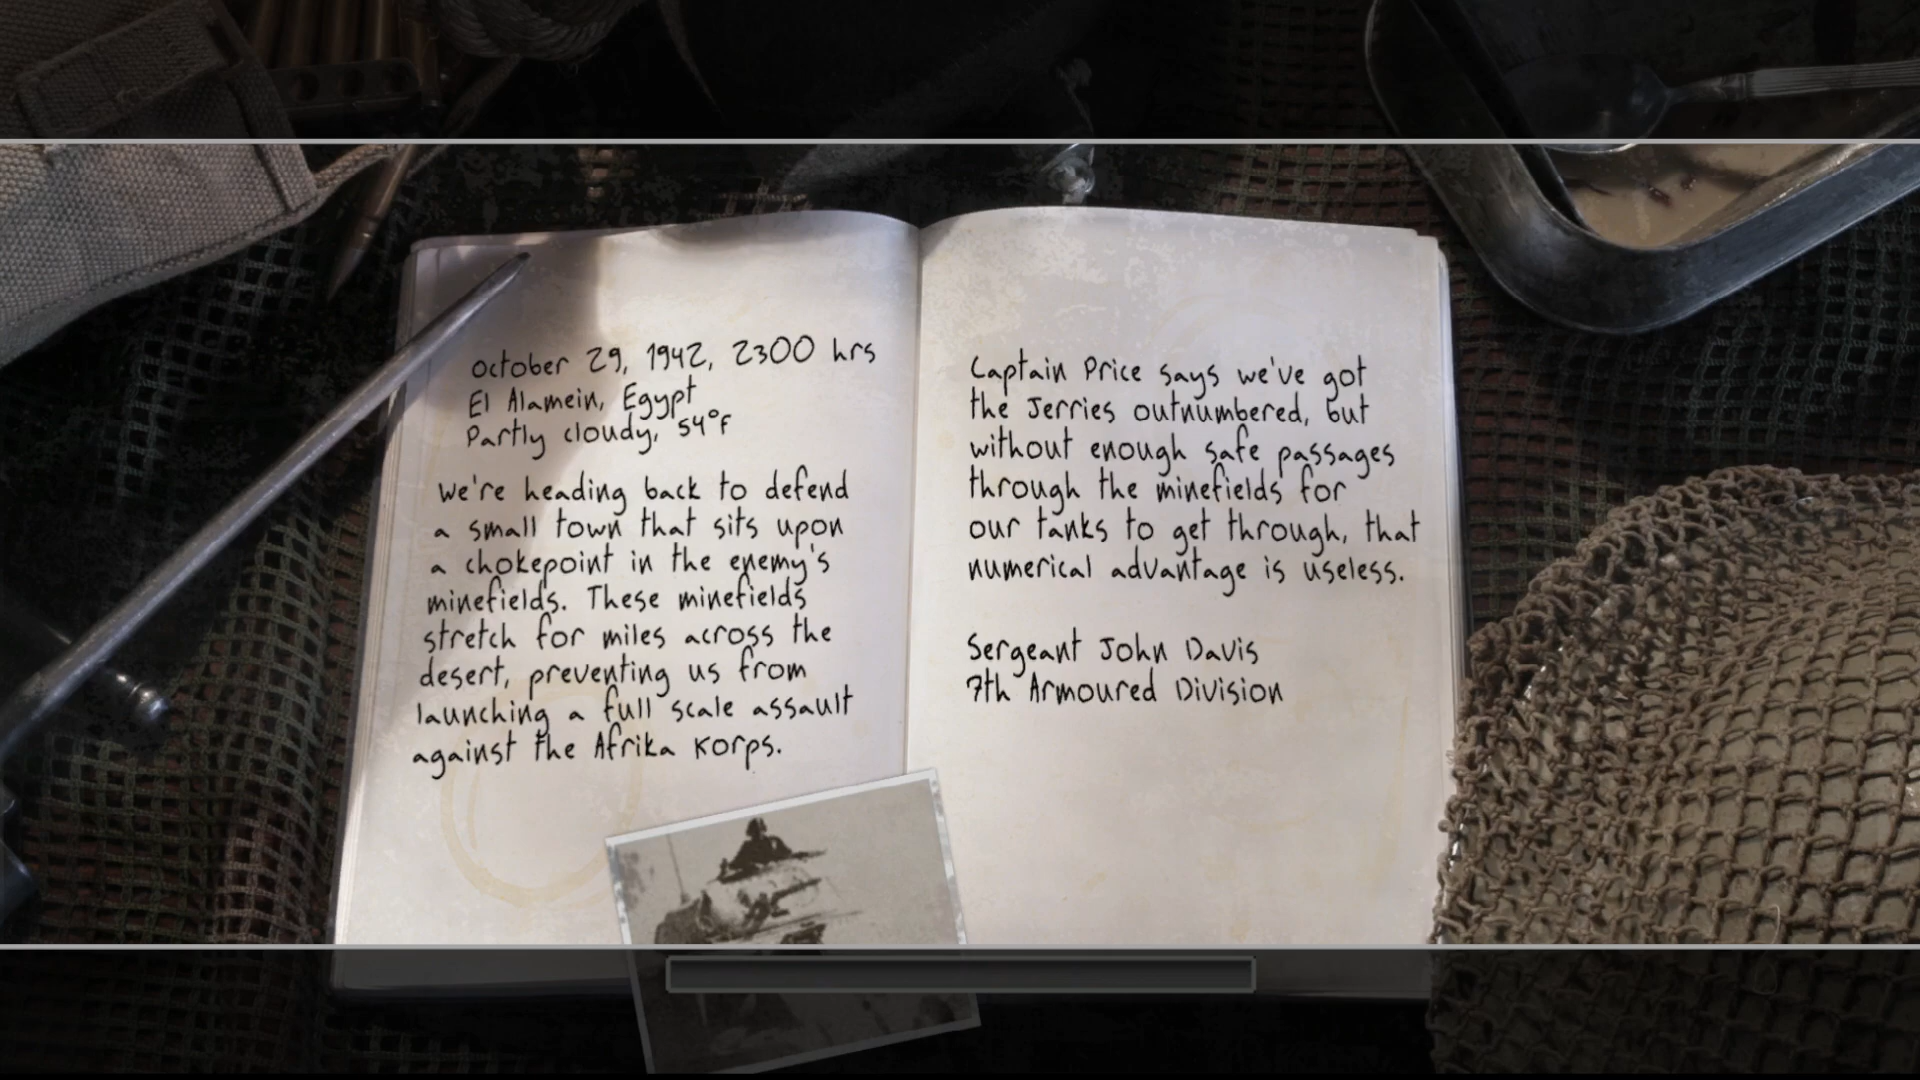 October 29, 1942, 2300 hrs
El Alamein, Egypt
Partly cloudy, 54°F
We're heading back to defend
a small town that sits upon
a chokepoint in the enemy's
minefields. These minefields
stretch for miles across the
desert, preventing us from
launching a full scale assault
against the Afrika Korps.
Captain Price says we've got
the Jerries outnumbered, but
without enough safe passages
through the minefields for
our tanks to get through, that
numerical advantage is useless.
Sergeant John Davis
7th Armoured Division